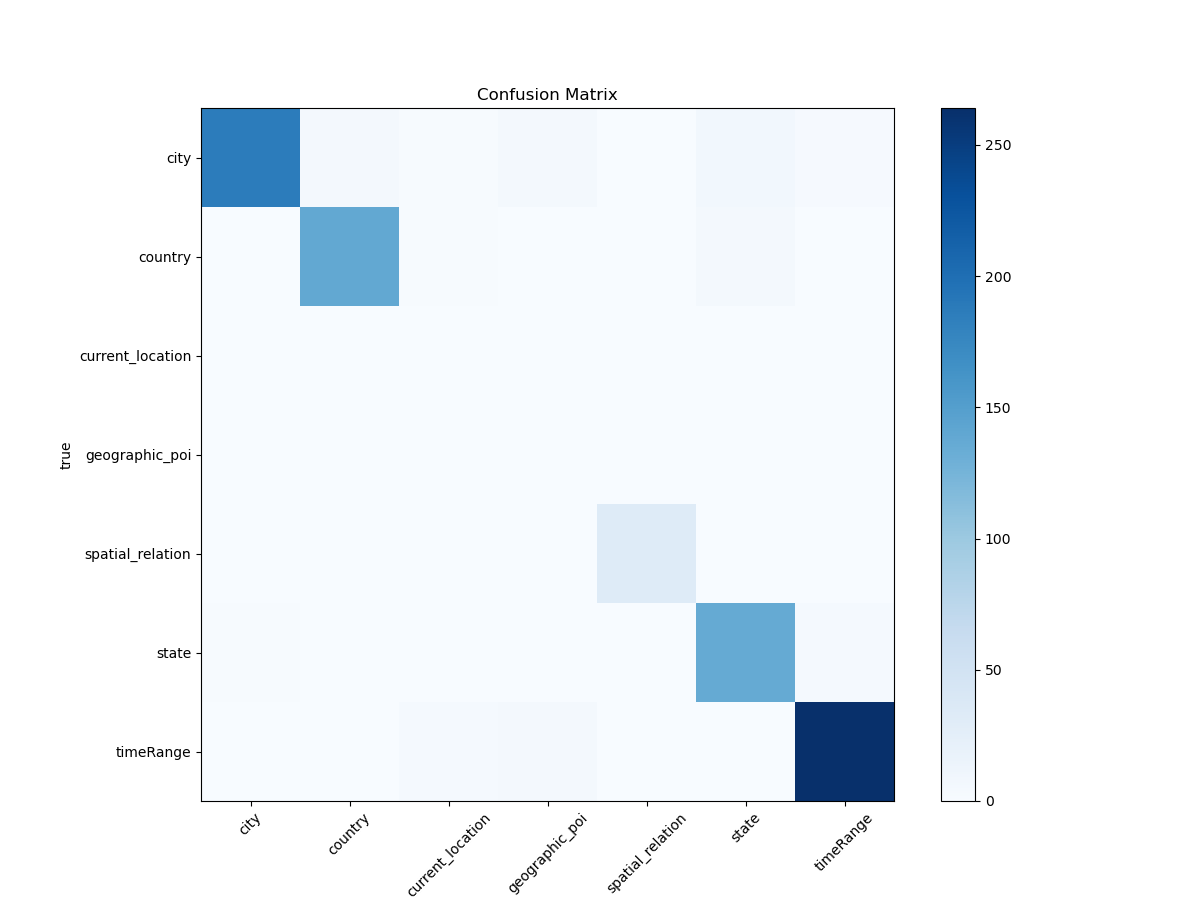 Confusion Matrix
true
city
country
current_location
geographic_poi
spatial_relation
state
timeRange
city
country
current_location
geographic_poi
spatial_relation
state
timeRange
250
200
150
100
50
0